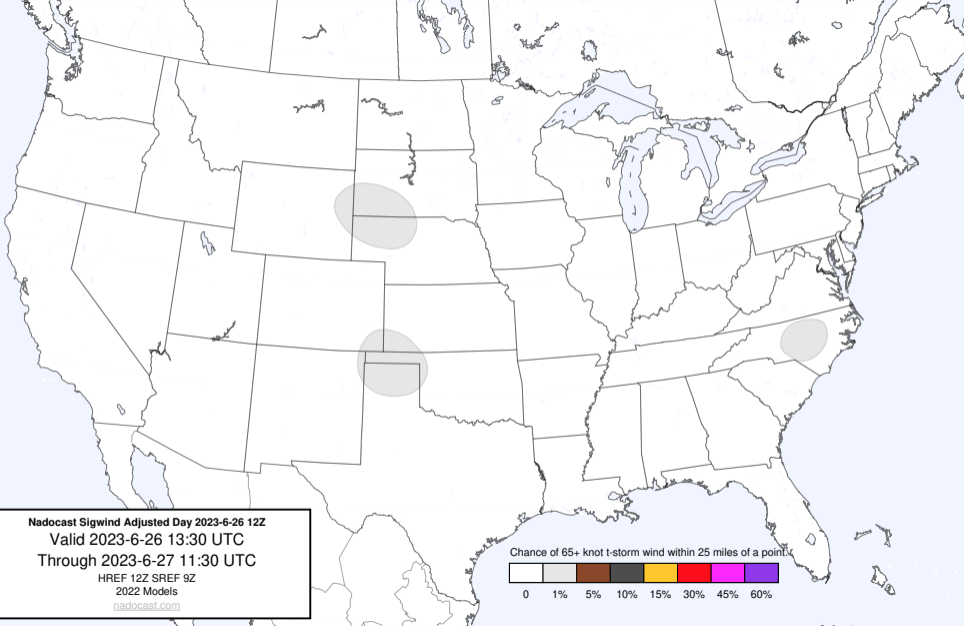 Nadocast Sigwind Adjusted Day 2023-6-26 12Z
Valid 2023-6-26 13:30 UTC
Through 2023-6-27 11:30 UTC
HREF 12Z SREF 9Z
2022 Models
nadocast.com
Chance of 65+ knot t-storm wind within 25 miles of a point.
0 1% 5% 10% 15% 30% 45% 60%